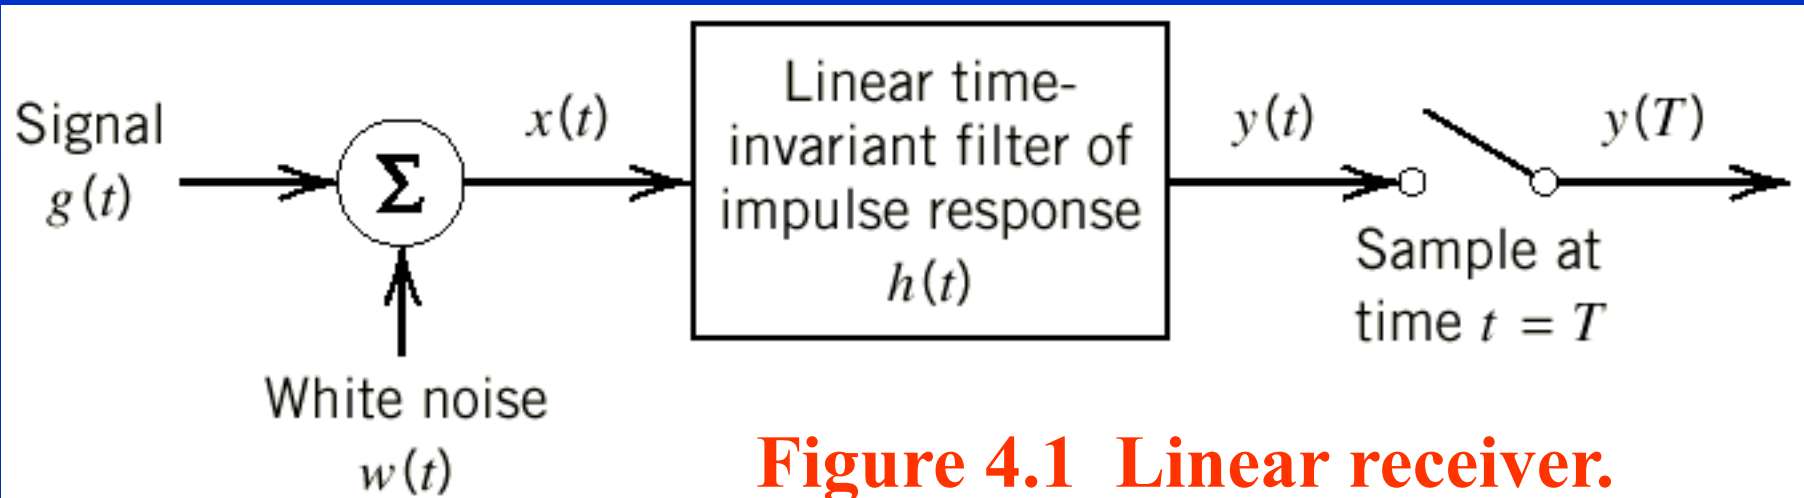 Signal
g(t)
Σ
x(t)
White noise
w(t)
Linear time-
invariant filter of
impulse response
h(t)
y(t)
y(T)
Sample at
time t = T
Figure 4.1 Linear receiver.